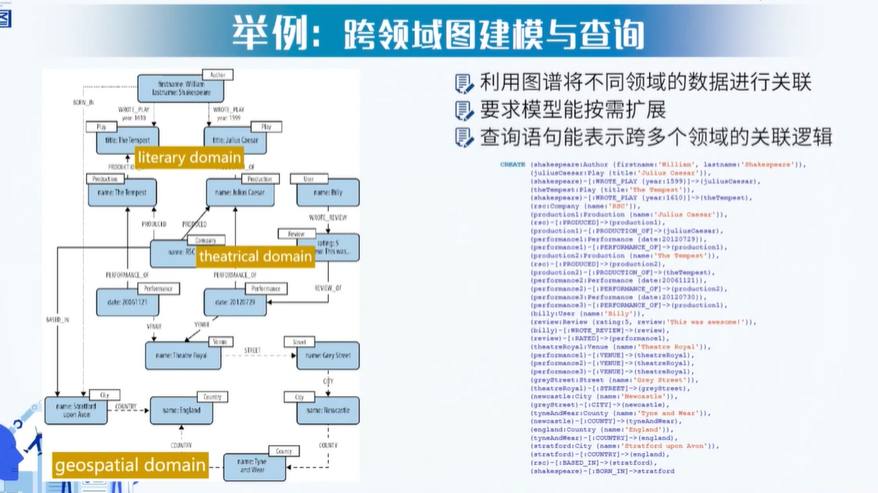 举例：跨领域图建模与查询
利用图谱将不同领域的数据进行关联
要求模型能按需扩展
查询语句能表示跨多个领域的关联逻辑
Author
firstname: William
lastname: Shakespeare
BORN_IN
WROTE_PLAY
year: 1610
WROTE_PLAY
year: 1999
Play
title: The Tempest
Play
title: Julius Caesar
literary domain
Production
name: The Tempest
Production
name: Julius Caesar
User
name: Billy
WROTE_REVIEW
PRODUCED
PRODUCED
Company
Review
rating: 5
theatrical domain
PERFORMANCE_OF
PERFORMANCE_OF
REVIEW_OF
Performance
date: 20061121
Performance
date: 20120729
BASED_IN
VENUE
VENUE
Venue
name: Theatre Royal
STREET
Street
name: Grey Street
CITY
City
name: Stratford
upon Avon
COUNTRY
Country
name: England
City
name: Newcastle
COUNTRY
COUNTY
County
name: Tyne
and Wear
geospatial domain
CREATE (shakespeare:Author {firstname:'William', lastname:'Shakespeare'}),
(juliusCaesar:Play {title:'Julius Caesar'}),
(shakespeare)-[:WROTE_PLAY {year:1599}]->(juliusCaesar),
(theTempest:Play {title:'The Tempest'}),
(shakespeare)-[:WROTE_PLAY {year:1610}]->(theTempest),
(rsc:Company {name:'RSC'}),
(production1:Production {name:'Julius Caesar'}),
(rsc)-[:PRODUCED]->(production1),
(production1)-[:PRODUCTION_OF]->(juliusCaesar),
(performance1:Performance {date:20120729}),
(performance1)-[:PERFORMANCE_OF]->(production1),
(production2:Production {name:'The Tempest'}),
(rsc)-[:PRODUCED]->(production2),
(production2)-[:PRODUCTION_OF]->(theTempest),
(performance2:Performance {date:20061121}),
(performance2)-[:PERFORMANCE_OF]->(production2),
(performance3:Performance {date:20120730}),
(performance3)-[:PERFORMANCE_OF]->(production1),
(billy:User {name:'Billy'}),
(review:Review {rating:5, review:'This was awesome!'}),
(billy)-[:WROTE_REVIEW]->(review),
(review)-[:RATED]->(performance1),
(theatreRoyal:Venue {name:'Theatre Royal'}),
(performance1)-[:VENUE]->(theatreRoyal),
(performance2)-[:VENUE]->(theatreRoyal),
(performance3)-[:VENUE]->(theatreRoyal),
(greyStreet:Street {name:'Grey Street'}),
(theatreRoyal)-[:STREET]->(greyStreet),
(newcastle:City {name:'Newcastle'}),
(greyStreet)-[:CITY]->(newcastle),
(tyneAndWear:County {name:'Tyne and Wear'}),
(newcastle)-[:COUNTY]->(tyneAndWear),
(england:Country {name:'England'}),
(tyneAndWear)-[:COUNTRY]->(england),
(stratford:City {name:'Stratford upon Avon'}),
(stratford)-[:COUNTRY]->(england),
(rsc)-[:BASED_IN]->(stratford),
(shakespeare)-[:BORN_IN]->stratford